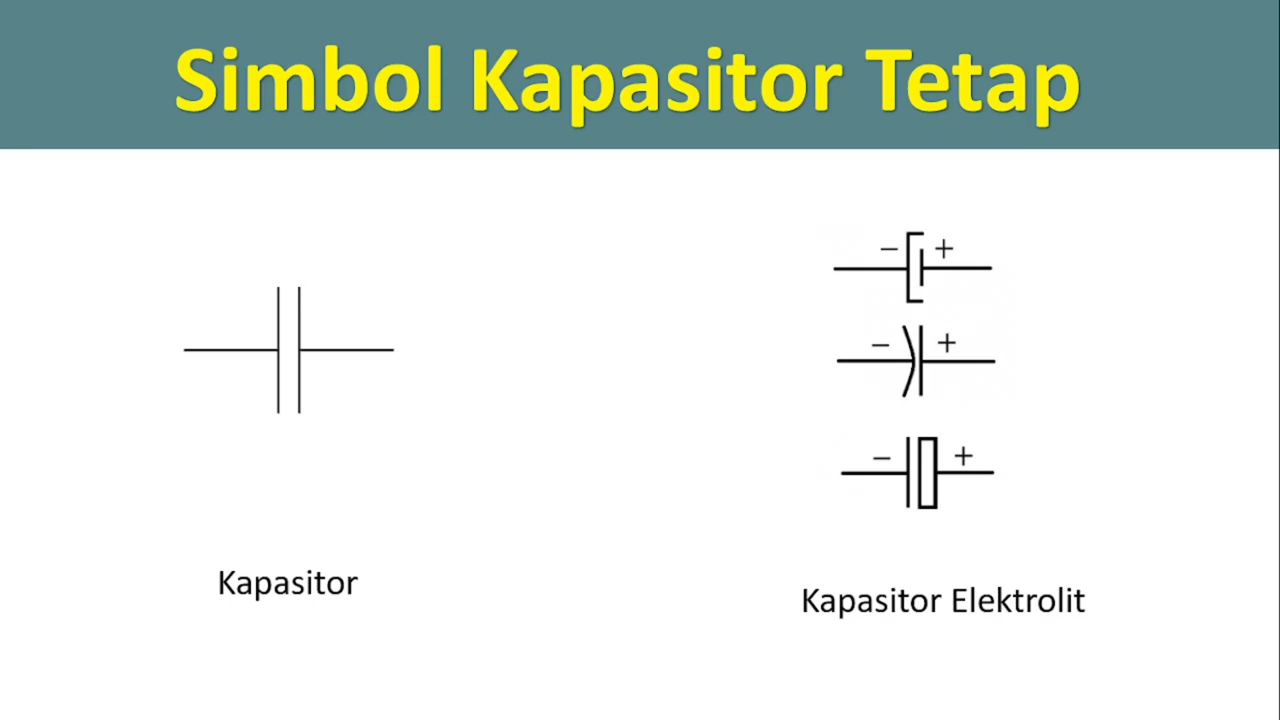 Simbol Kapasitor Tetap
− +
− +
− +
Kapasitor
Kapasitor Elektrolit